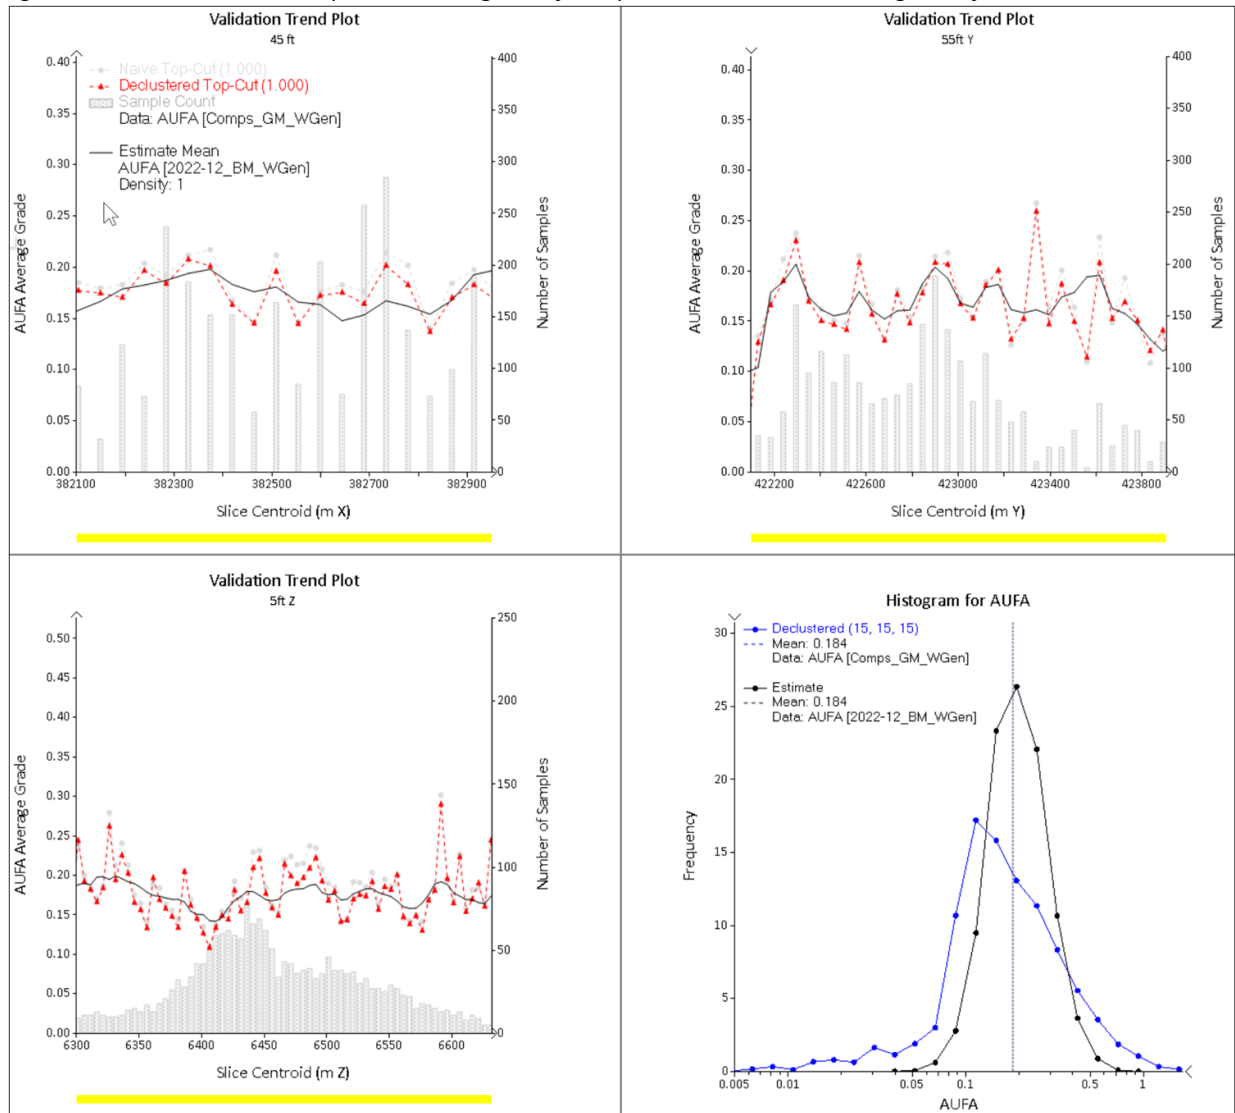 Validation Trend Plot
45 ft
Naive Top-Cut (1.000)
Declustered Top-Cut (1.000)
Sample Count
Data: AUFA [Comps_GM_WGen]
Estimate Mean
AUFA [2022-12_BM_WGen]
Density: 1
AUFA Average Grade
0.40
0.35
0.30
0.25
0.20
0.15
0.10
0.05
0.00
400
350
300
250
200
150
100
50
0
Number of Samples
382100 382300 382500 382700 382900
Slice Centroid (m X)
Validation Trend Plot
55ft Y
AUFA Average Grade
0.40
0.35
0.30
0.25
0.20
0.15
0.10
0.05
0.00
400
350
300
250
200
150
100
50
0
Number of Samples
422200 422600 423000 423400 423800
Slice Centroid (m Y)
Validation Trend Plot
5ft Z
AUFA Average Grade
0.50
0.45
0.40
0.35
0.30
0.25
0.20
0.15
0.10
0.05
0.00
250
200
150
100
50
0
Number of Samples
6300 6350 6400 6450 6500 6550 6600
Slice Centroid (m Z)
Histogram for AUFA
Declustered (15, 15, 15)
Mean: 0.184
Data: AUFA [Comps_GM_WGen]
Estimate
Mean: 0.184
Data: AUFA [2022-12_BM_WGen]
Frequency
30
25
20
15
10
5
0
0.005 0.01 0.05 0.1 0.5 1
AUFA